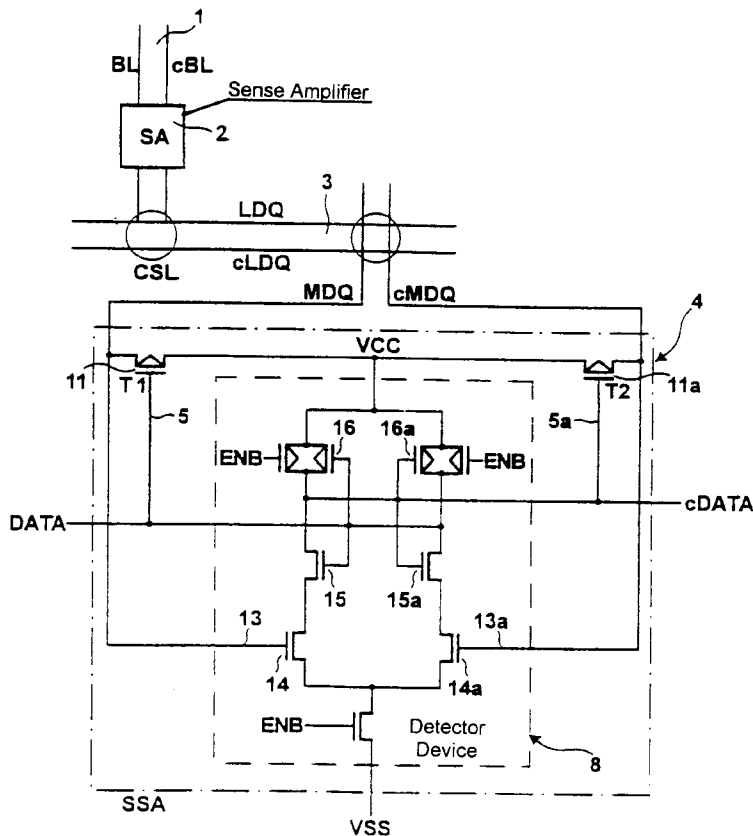 1
BL cBL
Sense Amplifier
SA 2
3
LDQ
cLDQ
CSL
MDQ cMDQ
4
VCC
11 T1 T2 11a
5 5a
16 16a
ENB ENB
cDATA
DATA
15 15a
13 13a
14 14a
ENB
Detector
Device
8
SSA
VSS